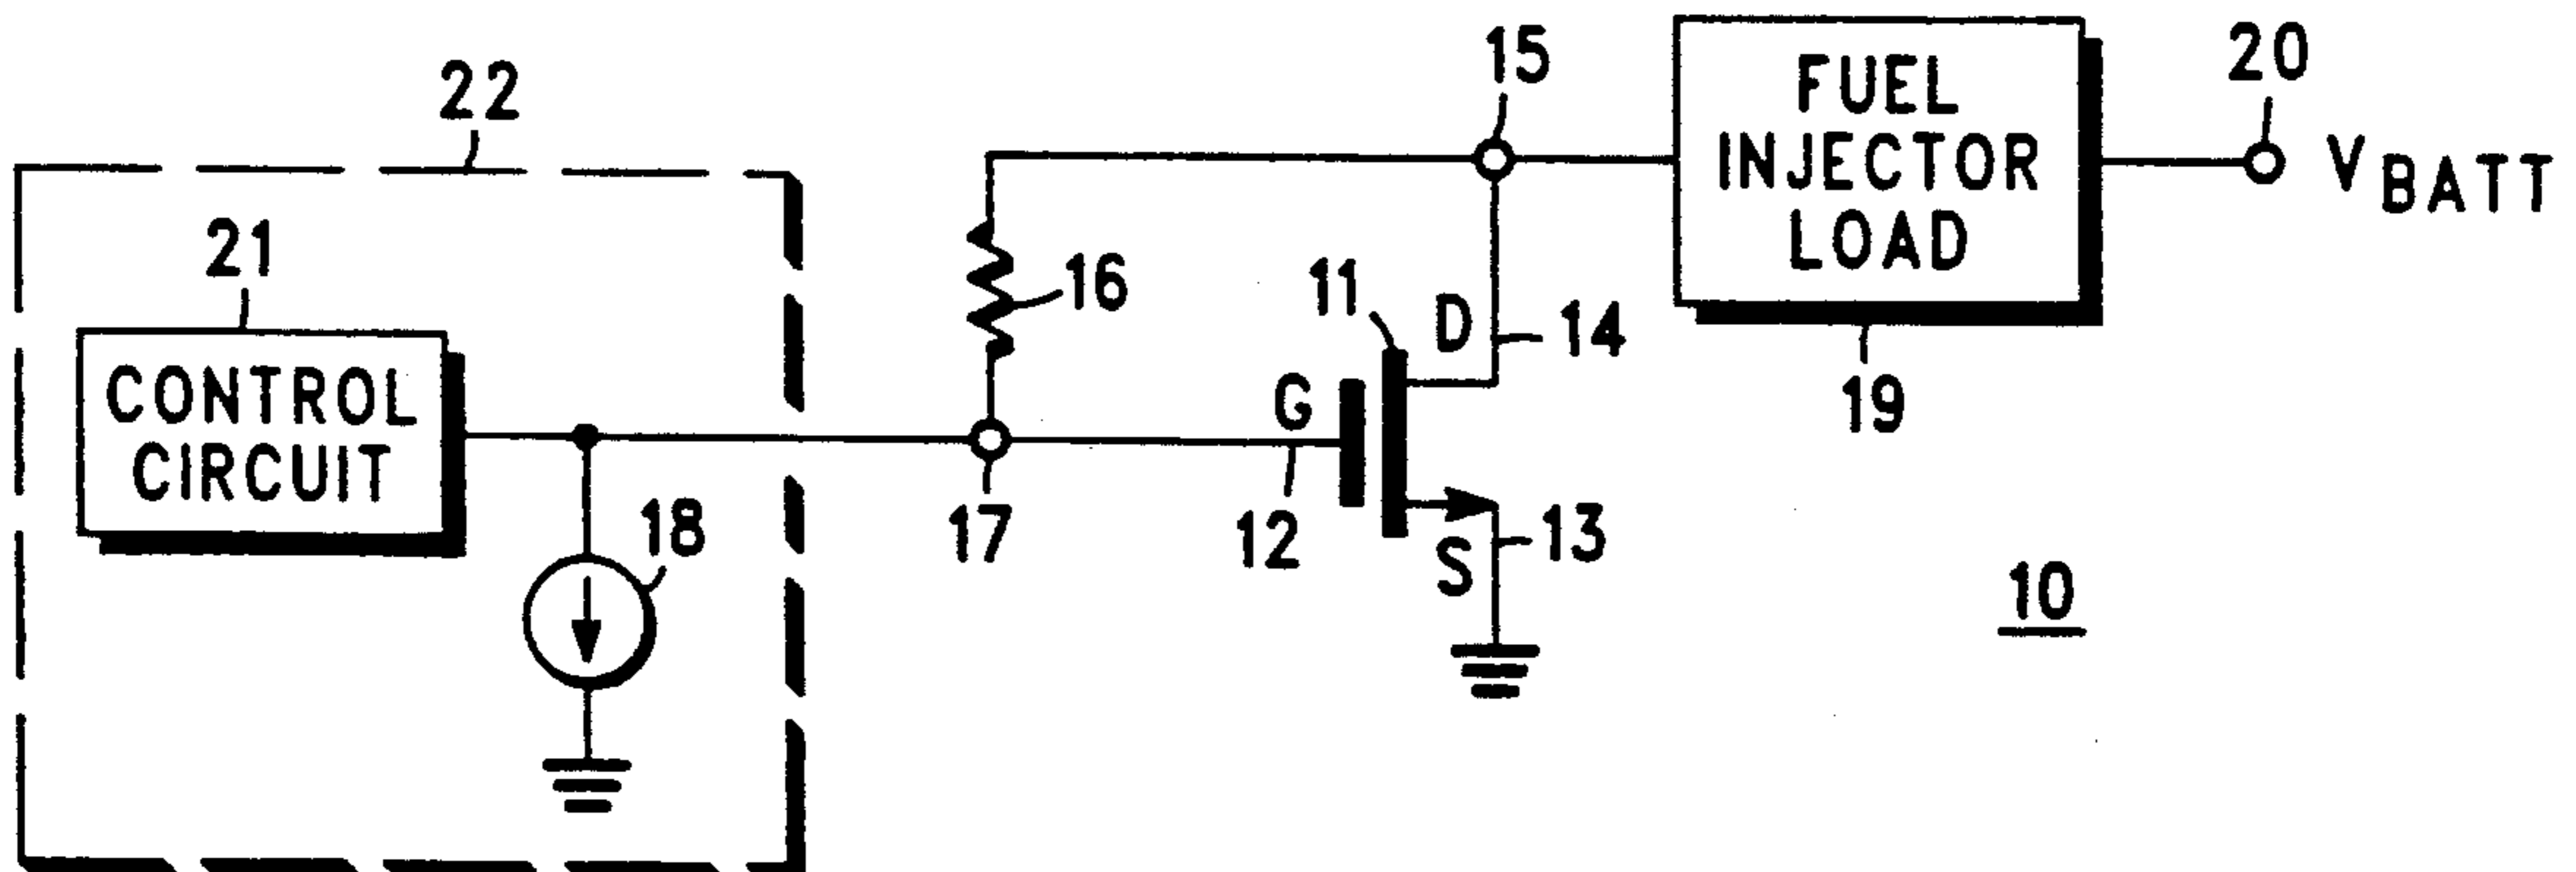 22
15
20
FUEL
INJECTOR
LOAD
V BATT
21
16
11
D
14
CONTROL
CIRCUIT
G
19
18
17
12
S
13
10